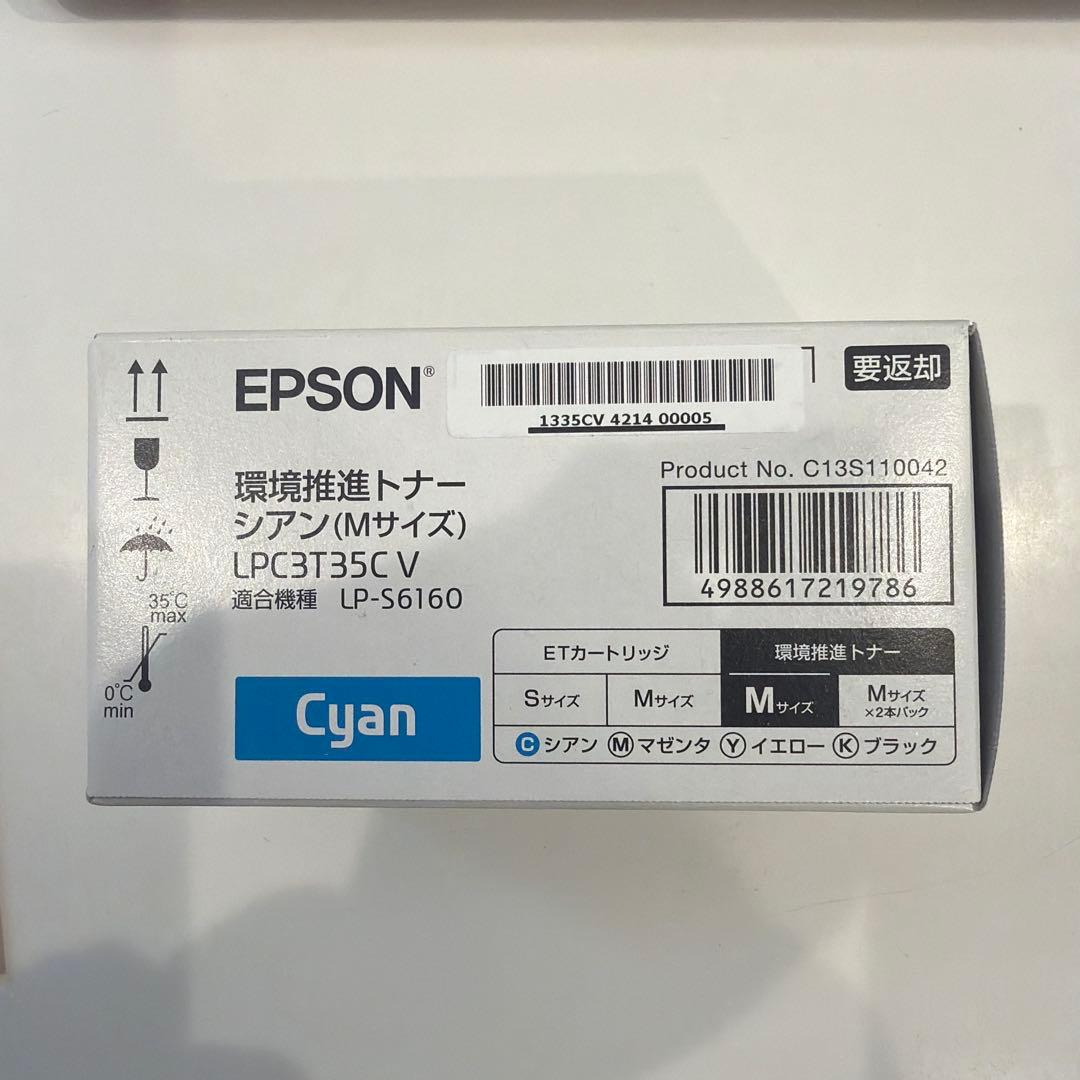 EPSON®
1335CV 4214 00005
要返却
環境推進トナー
シアン(Mサイズ)
LPC3T35C V
適合機種 LP-S6160
Product No. C13S110042
4988617219786
35℃
max
0℃
min
Cyan
ETカートリッジ 環境推進トナー
Sサイズ Mサイズ Mサイズ Mサイズ
×2本パック
Ⓒシアン Ⓜマゼンタ Ⓨイエロー Ⓚブラック